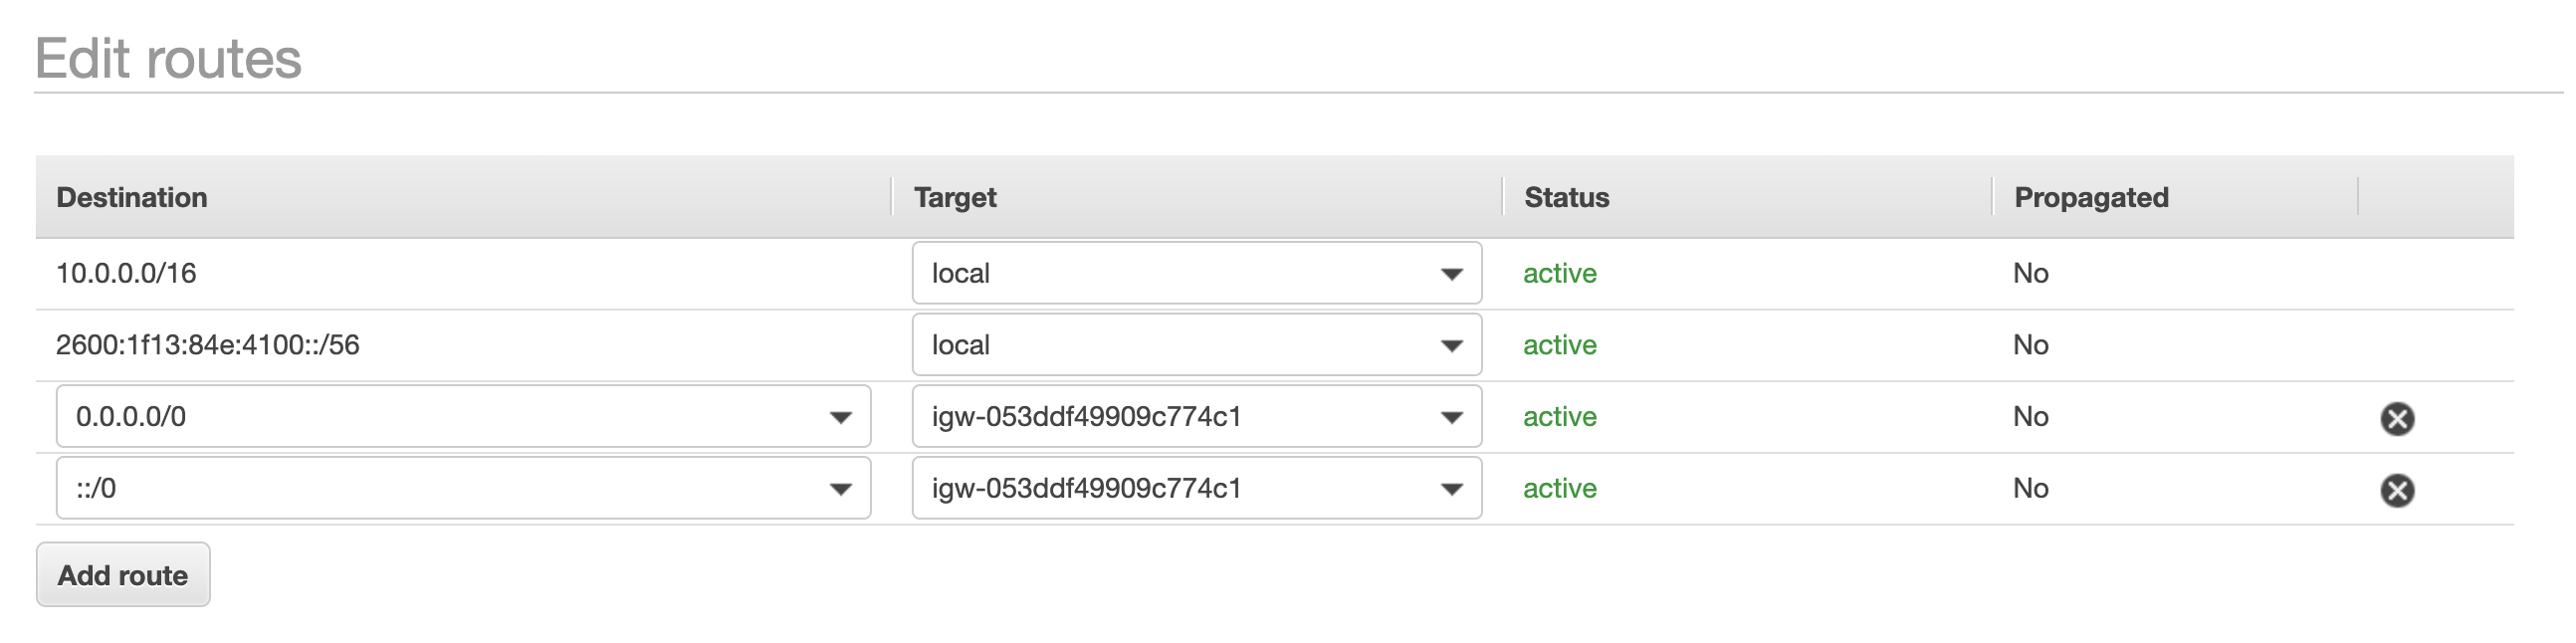 Edit routes
Destination Target Status Propagated
10.0.0.0/16 local active No
2600:1f13:84e:4100::/56 local active No
0.0.0.0/0 igw-053ddf49909c774c1 active No
::/0 igw-053ddf49909c774c1 active No
Add route